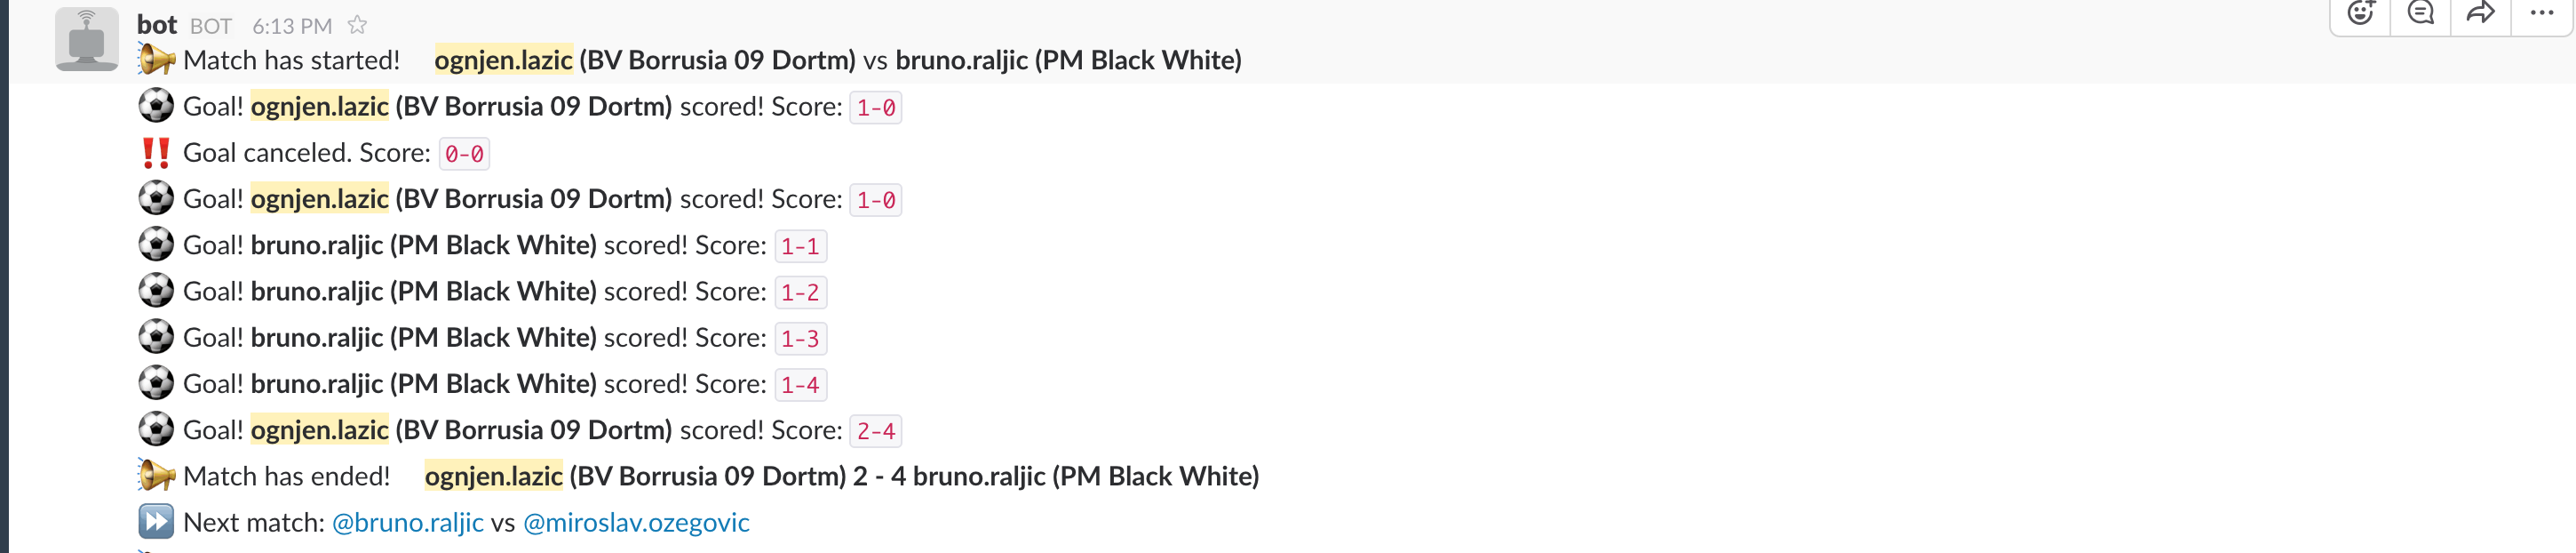 bot BOT 6:13 PM
Match has started! ognjen.lazic (BV Borrusia 09 Dortm) vs bruno.raljic (PM Black White)
Goal! ognjen.lazic (BV Borrusia 09 Dortm) scored! Score: 1-0
Goal canceled. Score: 0-0
Goal! ognjen.lazic (BV Borrusia 09 Dortm) scored! Score: 1-0
Goal! bruno.raljic (PM Black White) scored! Score: 1-1
Goal! bruno.raljic (PM Black White) scored! Score: 1-2
Goal! bruno.raljic (PM Black White) scored! Score: 1-3
Goal! bruno.raljic (PM Black White) scored! Score: 1-4
Goal! ognjen.lazic (BV Borrusia 09 Dortm) scored! Score: 2-4
Match has ended! ognjen.lazic (BV Borrusia 09 Dortm) 2 - 4 bruno.raljic (PM Black White)
Next match: @bruno.raljic vs @miroslav.ozegovic